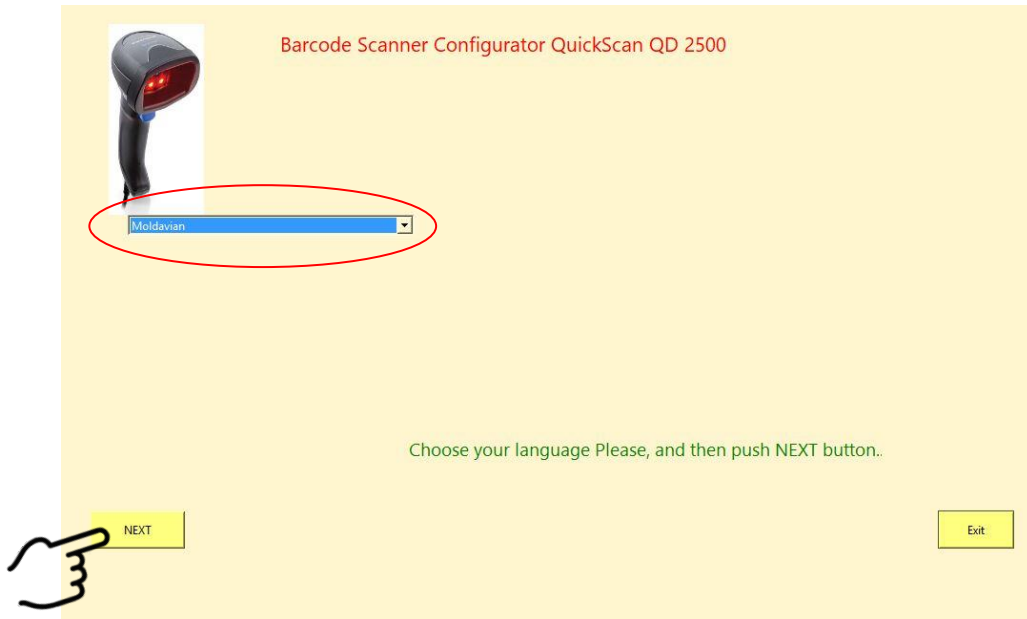 Barcode Scanner Configurator QuickScan QD 2500
Moldavian
Choose your language Please, and then push NEXT button..
NEXT
Exit